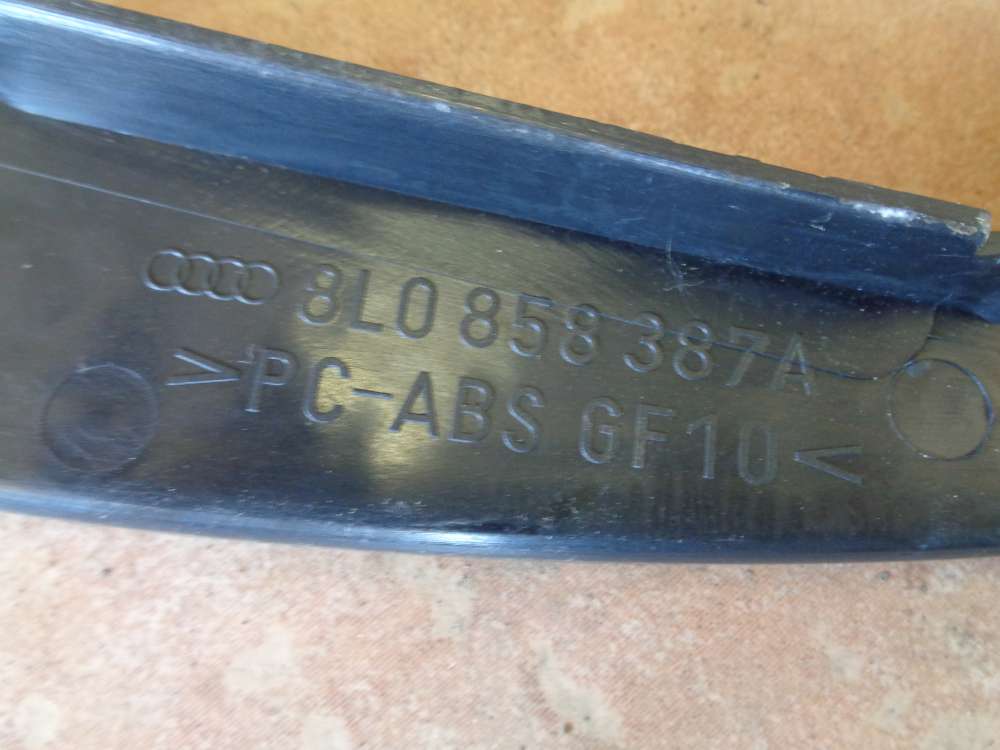 8L0 858 387A
>PC-ABS GF10<